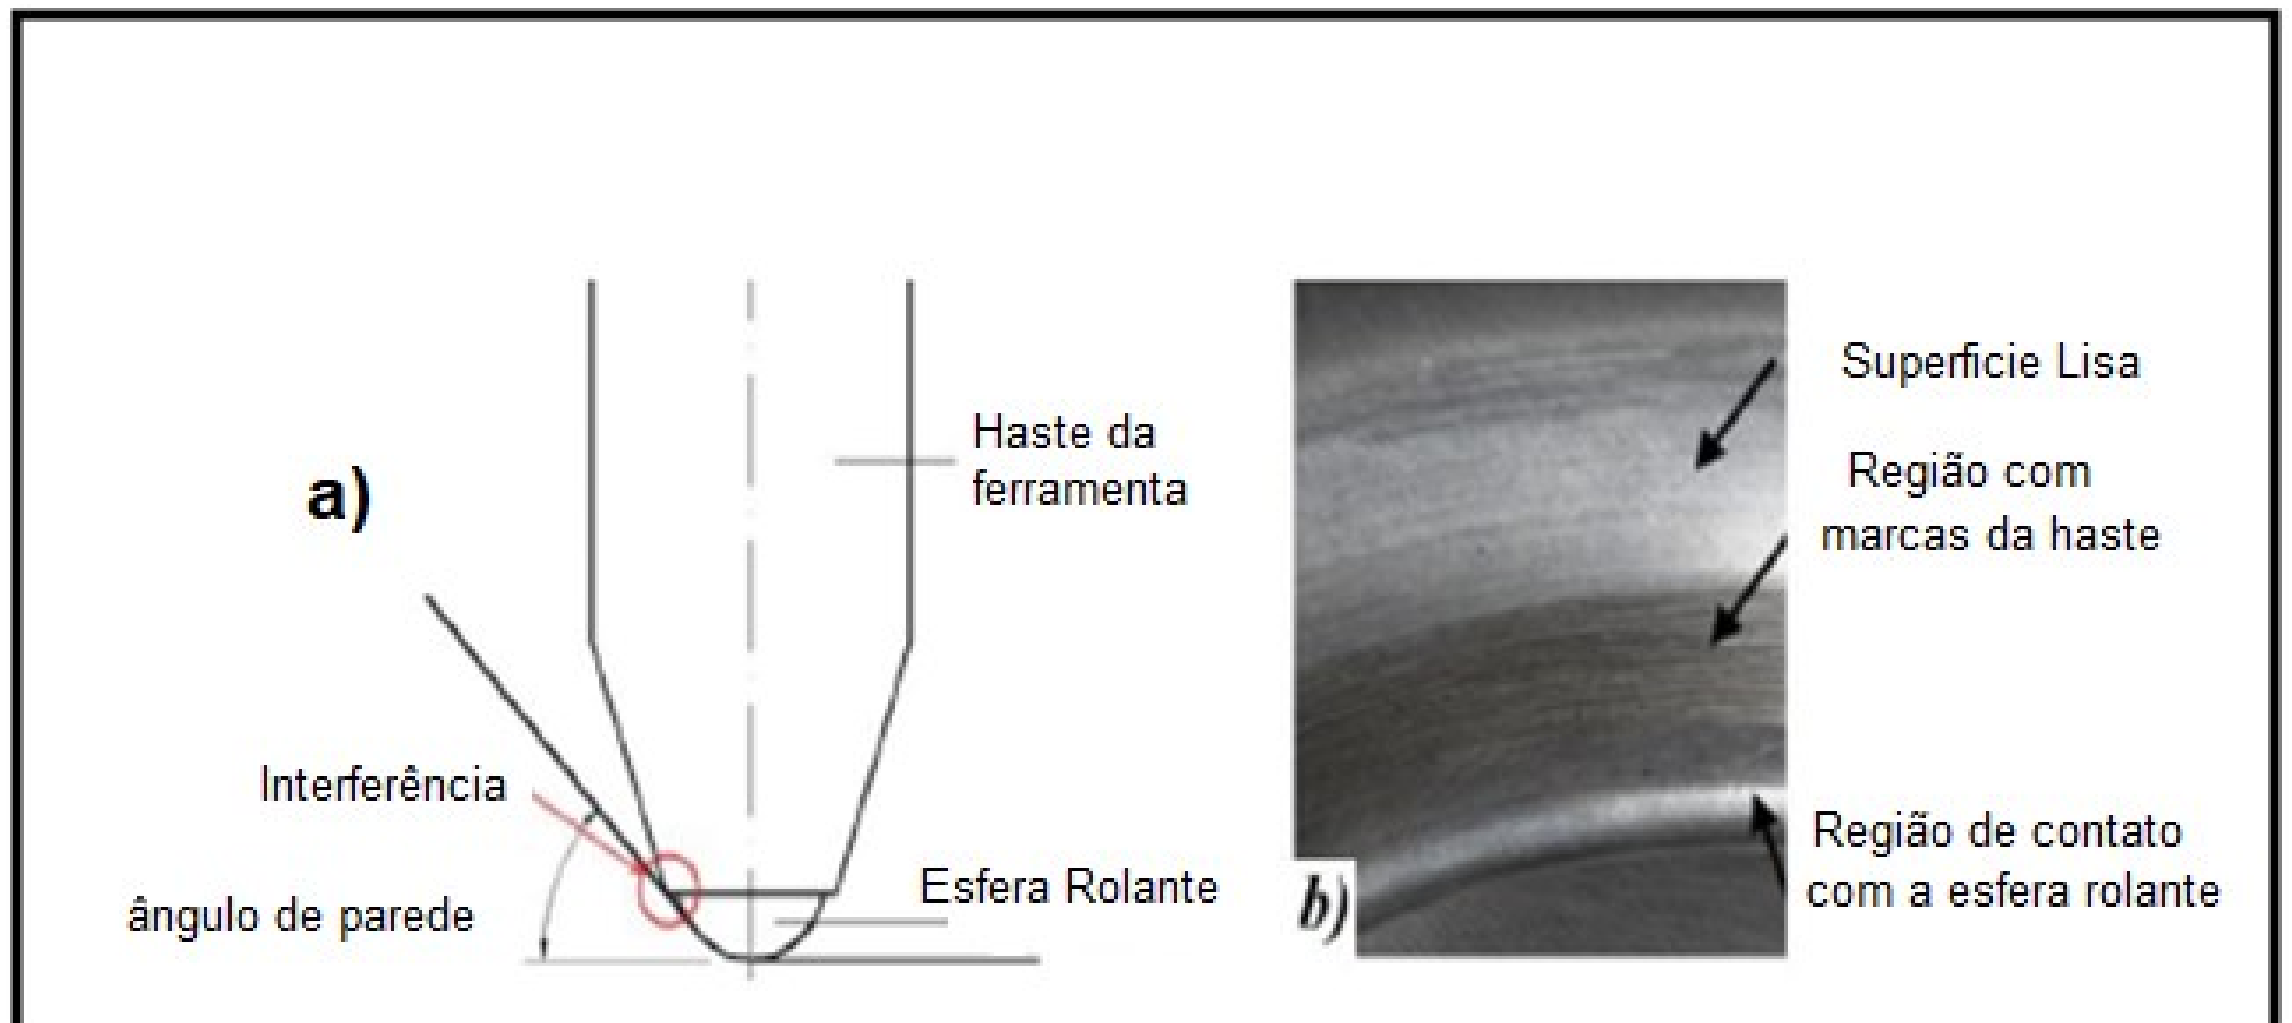 a)
Haste da
ferramenta
Interferência
ângulo de parede
Esfera Rolante
b)
Superficie Lisa
Região com
marcas da haste
Região de contato
com a esfera rolante